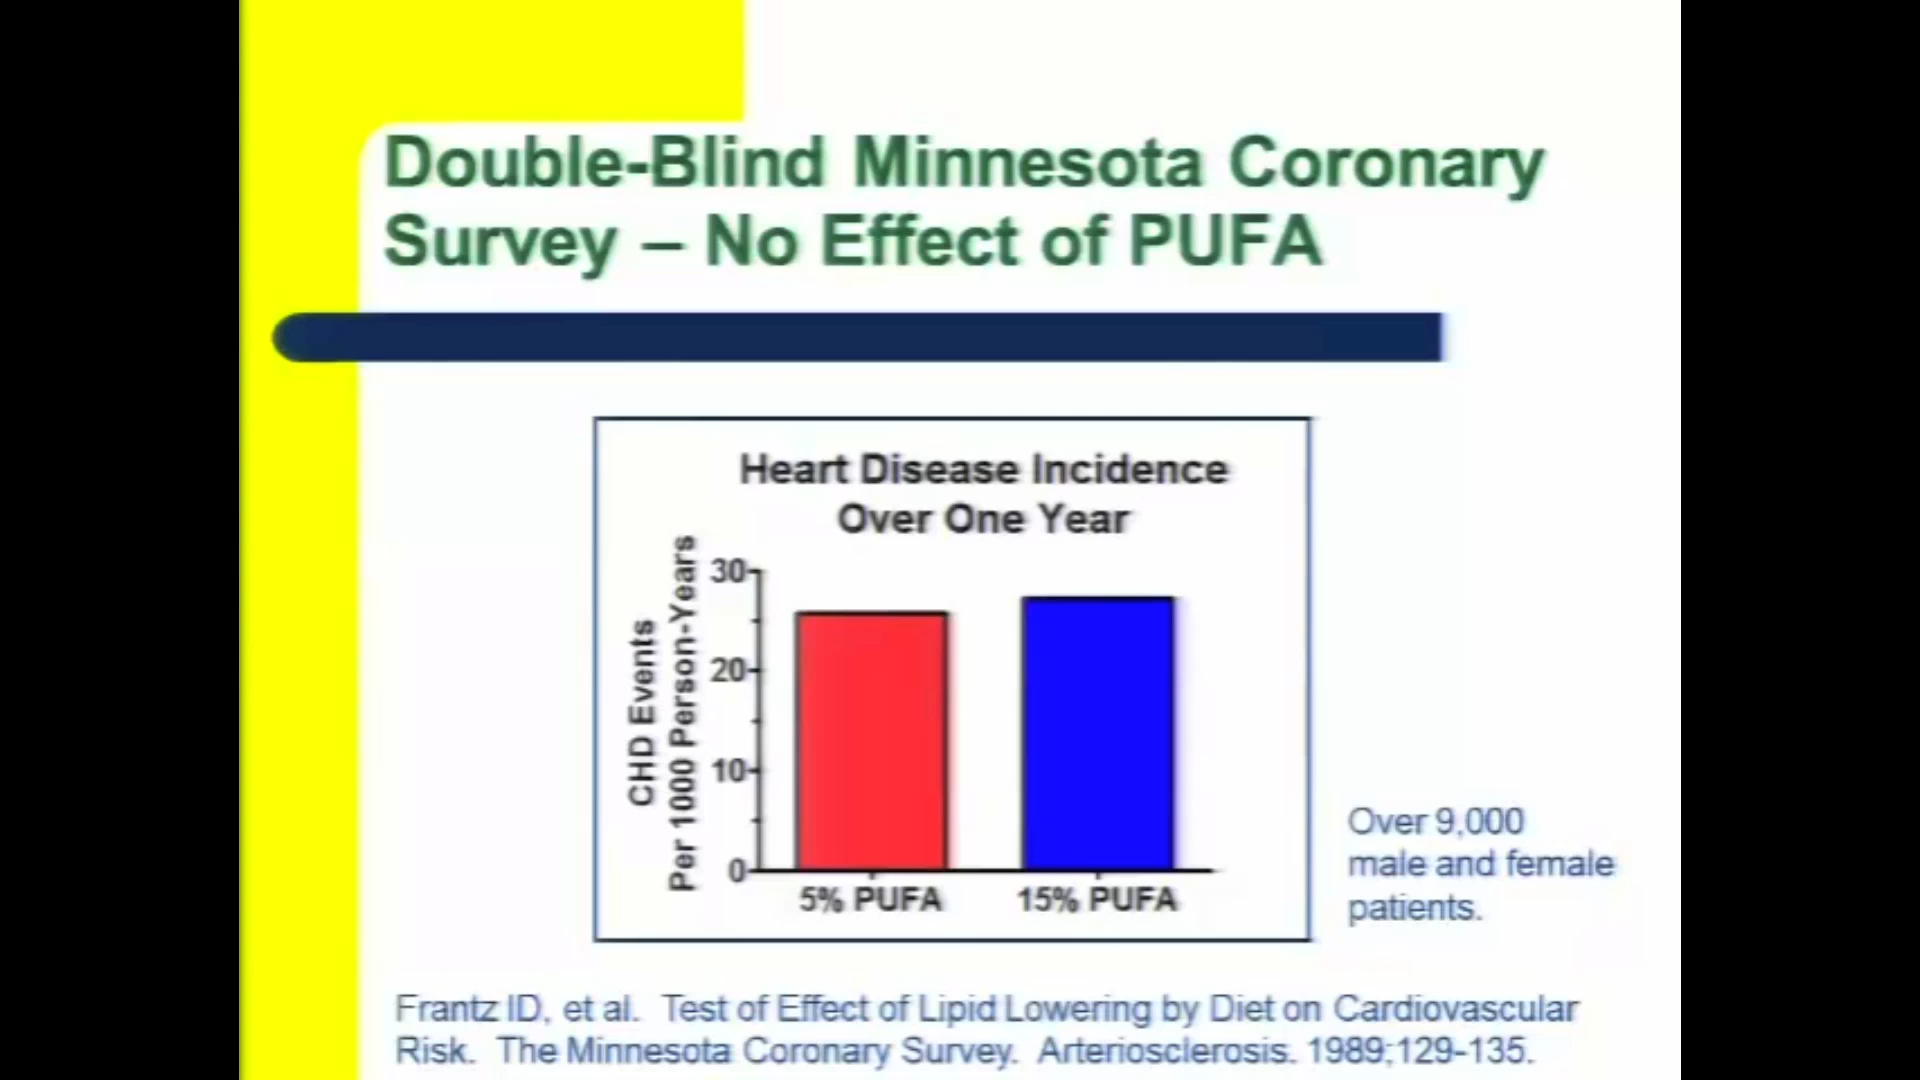 Double-Blind Minnesota Coronary
Survey – No Effect of PUFA
Heart Disease Incidence
Over One Year
CHD Events
Per 1000 Person-Years
30
20
10
0
5% PUFA
15% PUFA
Over 9,000
male and female
patients.
Frantz ID, et al. Test of Effect of Lipid Lowering by Diet on Cardiovascular
Risk. The Minnesota Coronary Survey. Arteriosclerosis. 1989;129-135.